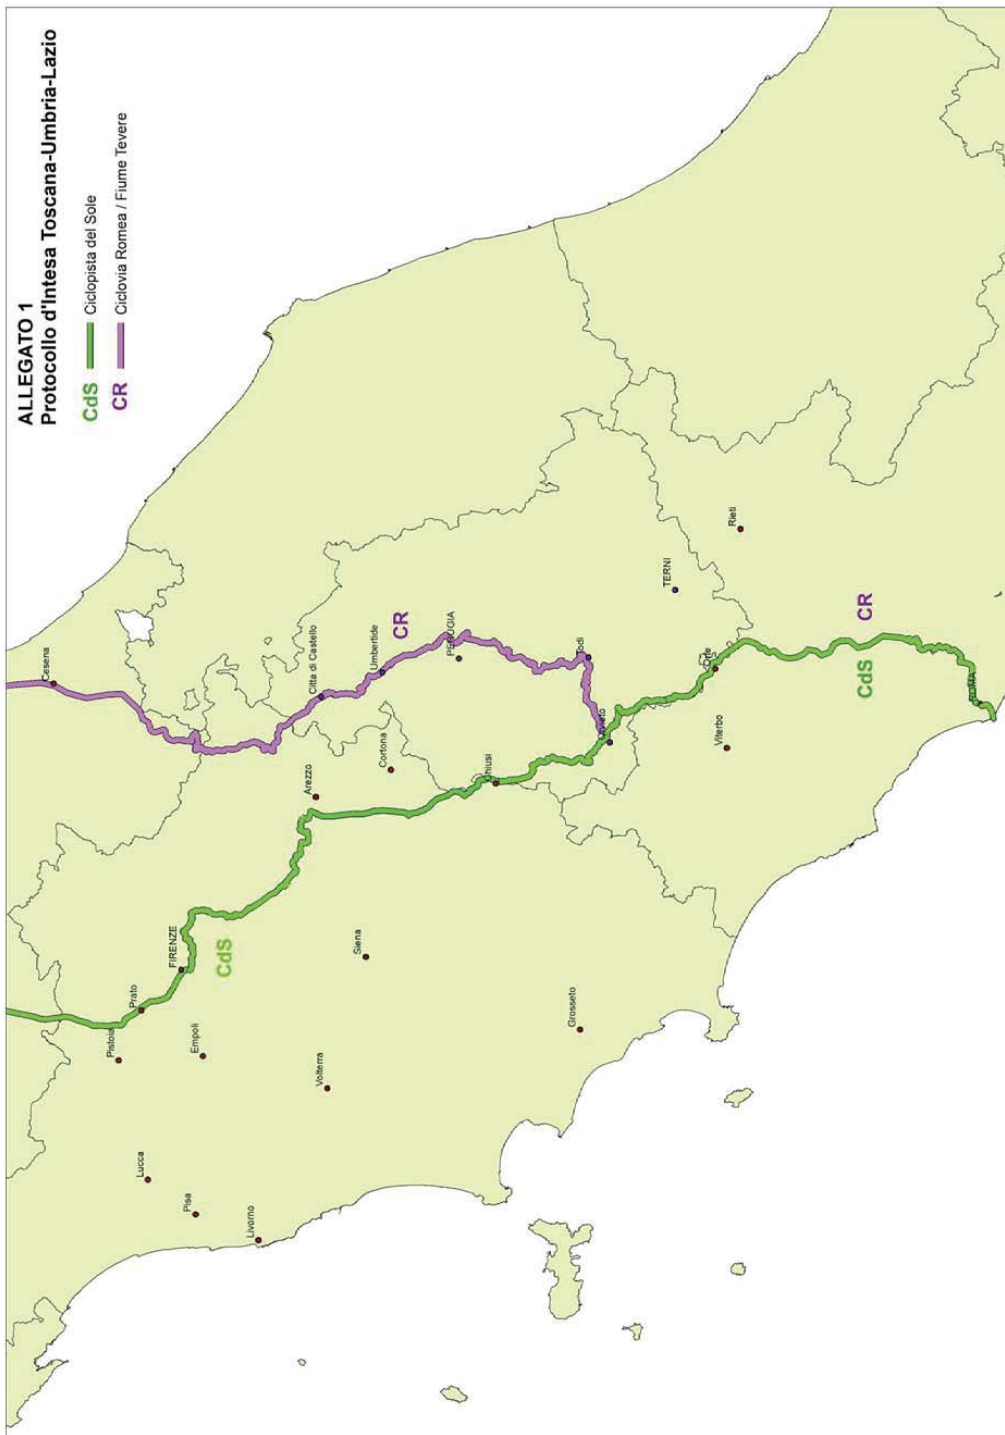 ALLEGATO 1
Protocollo d'Intesa Toscana-Umbria-Lazio
CdS Ciclopista del Sole
CR Ciclovia Romea / Fiume Tevere
Cesena
Citta di Castello
Umbertide
CR
PERUGIA
Todi
TERNI
Rieti
CR
Cortona
Arezzo
Chiusi
Viterbo
CdS
ROMA
FIRENZE
CdS
Prato
Pistoia
Empoli
Siena
Volterra
Grosseto
Lucca
Pisa
Livorno